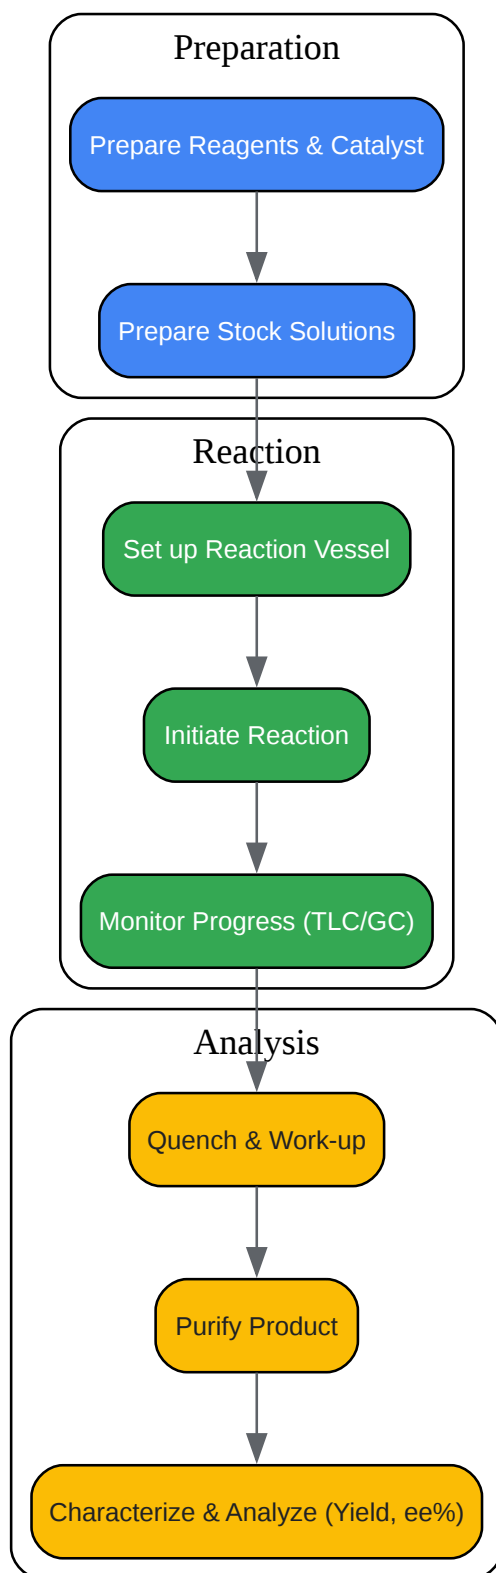 Preparation
Prepare Reagents & Catalyst
Prepare Stock Solutions
Reaction
Set up Reaction Vessel
Initiate Reaction
Monitor Progress (TLC/GC)
Analysis
Quench & Work-up
Purify Product
Characterize & Analyze (Yield, ee%)